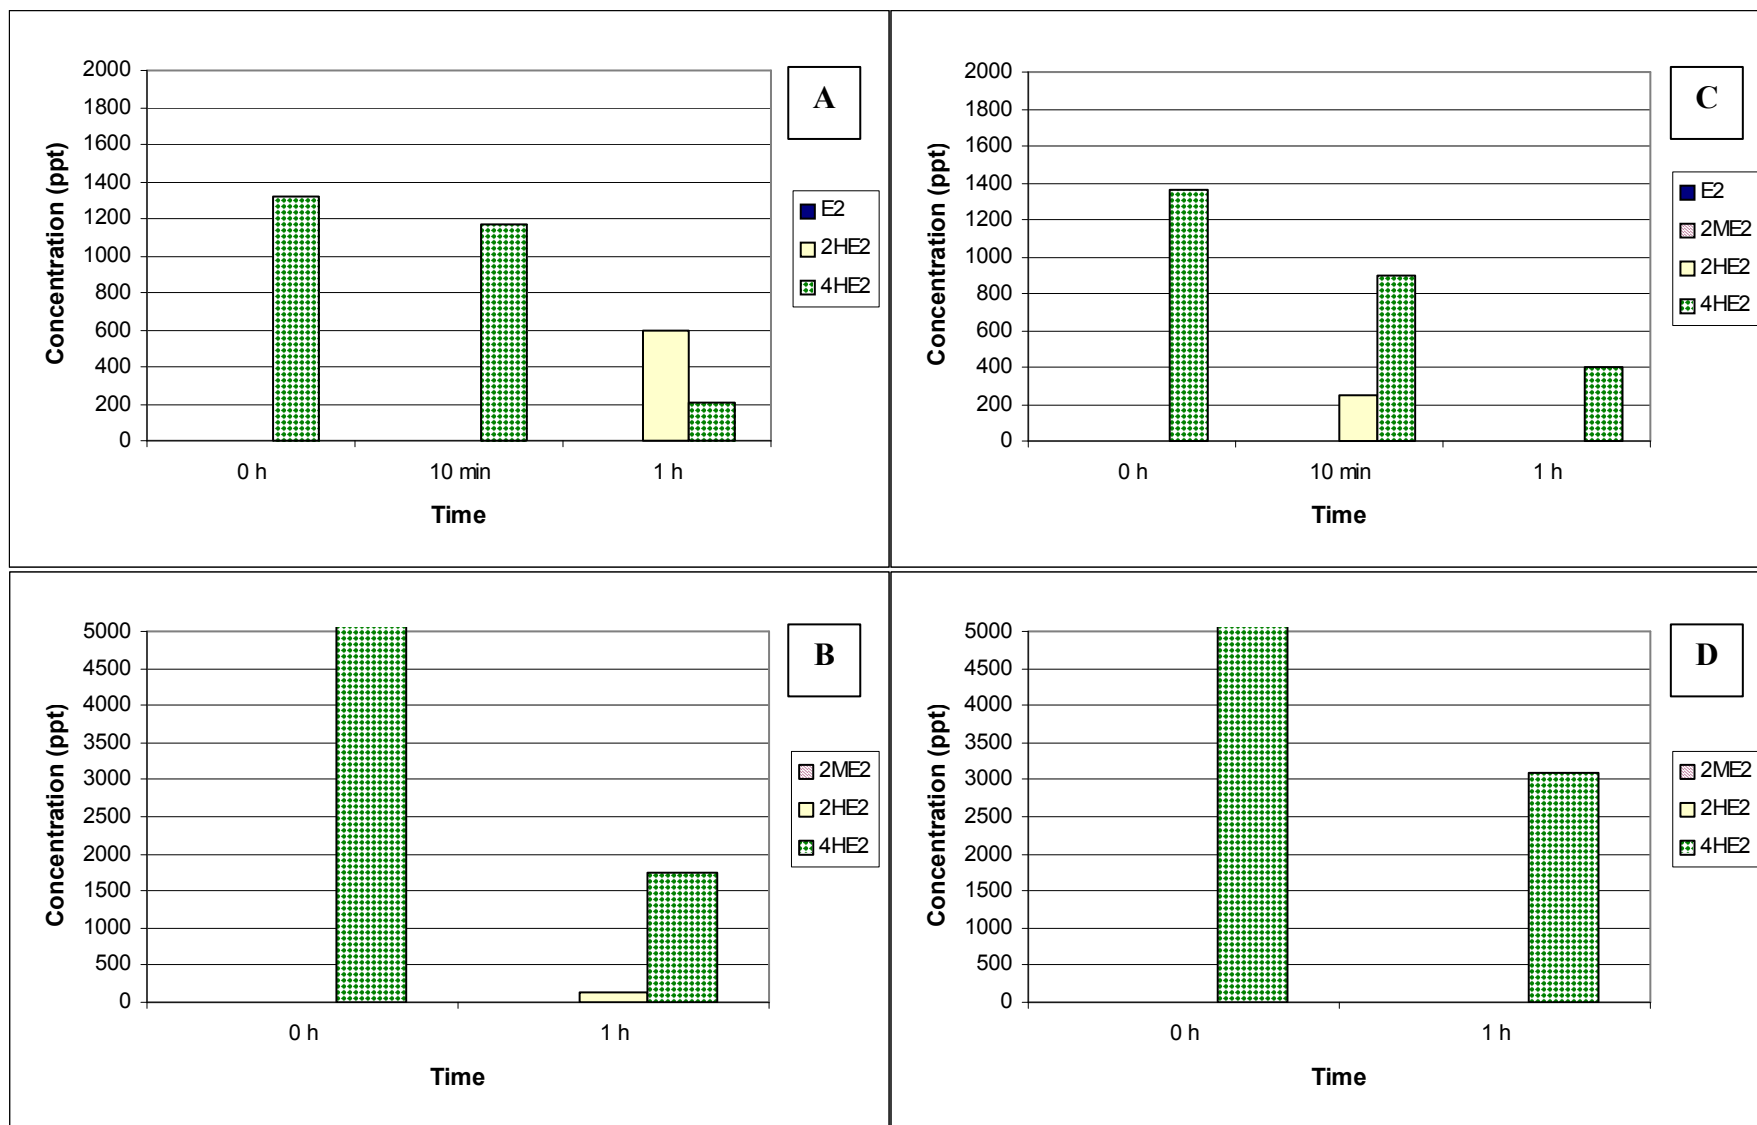 A
2000
1800
1600
1400
1200
1000
800
600
400
200
0
Concentration (ppt)
0 h 10 min 1 h
Time
E2
2HE2
4HE2
C
2000
1800
1600
1400
1200
1000
800
600
400
200
0
Concentration (ppt)
0 h 10 min 1 h
Time
E2
2ME2
2HE2
4HE2
B
5000
4500
4000
3500
3000
2500
2000
1500
1000
500
0
Concentration (ppt)
0 h 1 h
Time
2ME2
2HE2
4HE2
D
5000
4500
4000
3500
3000
2500
2000
1500
1000
500
0
Concentration (ppt)
0 h 1 h
Time
2ME2
2HE2
4HE2